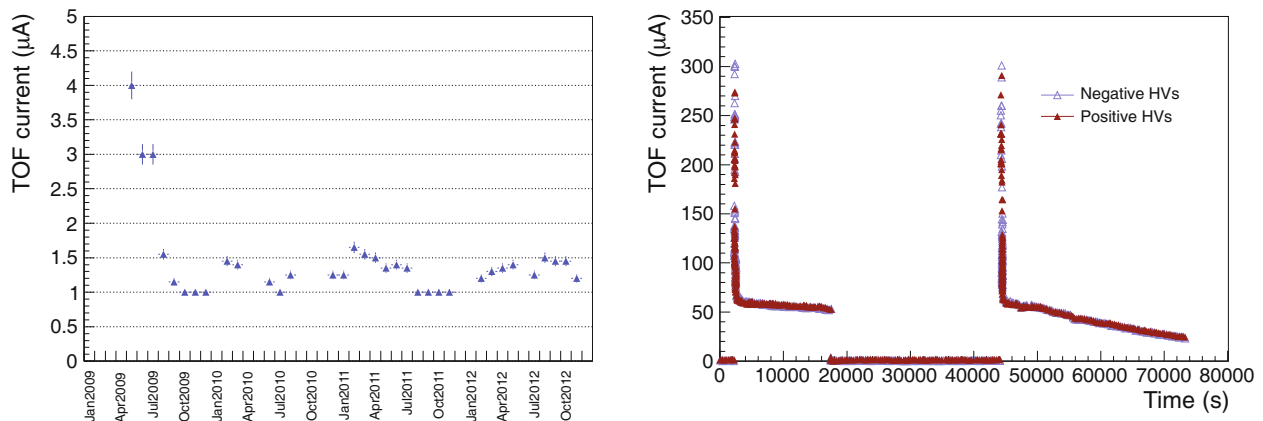 TOF current (μA)
5
4.5
4
3.5
3
2.5
2
1.5
1
0.5
0
Jan2009
Apr2009
Jul2009
Oct2009
Jan2010
Apr2010
Jul2010
Oct2010
Jan2011
Apr2011
Jul2011
Oct2011
Jan2012
Apr2012
Jul2012
Oct2012
TOF current (μA)
350
300
250
200
150
100
50
0
Negative HVs
Positive HVs
0 10000 20000 30000 40000 50000 60000 70000 80000
Time (s)